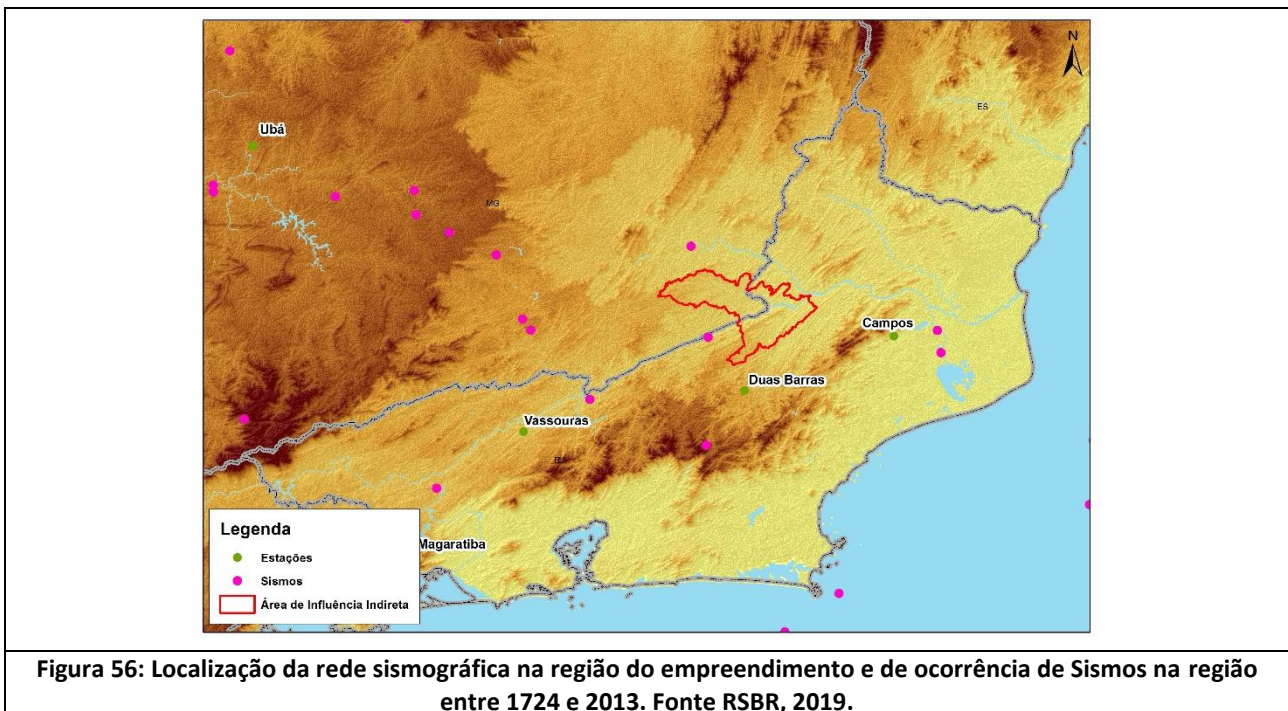 N
ES
Ubá
MG
Campos
Duas Barras
Vassouras
RJ
Magaratiba
Legenda
Estações
Sismos
Área de Influência Indireta
Figura 56: Localização da rede sismográfica na região do empreendimento e de ocorrência de Sismos na região
entre 1724 e 2013. Fonte RSBR, 2019.